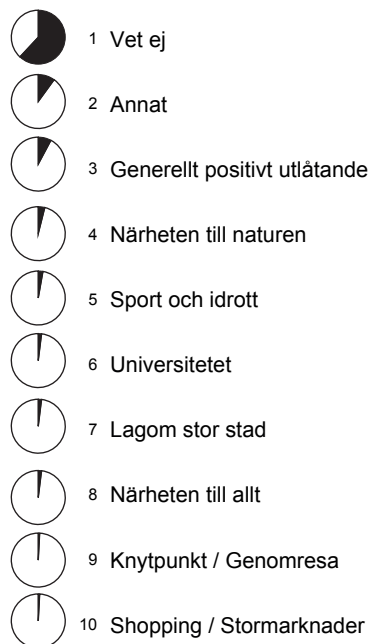 1 Vet ej
2 Annat
3 Generellt positivt utlåtande
4 Närheten till naturen
5 Sport och idrott
6 Universitetet
7 Lagom stor stad
8 Närheten till allt
9 Knytpunkt / Genomresa
10 Shopping / Stormarknader